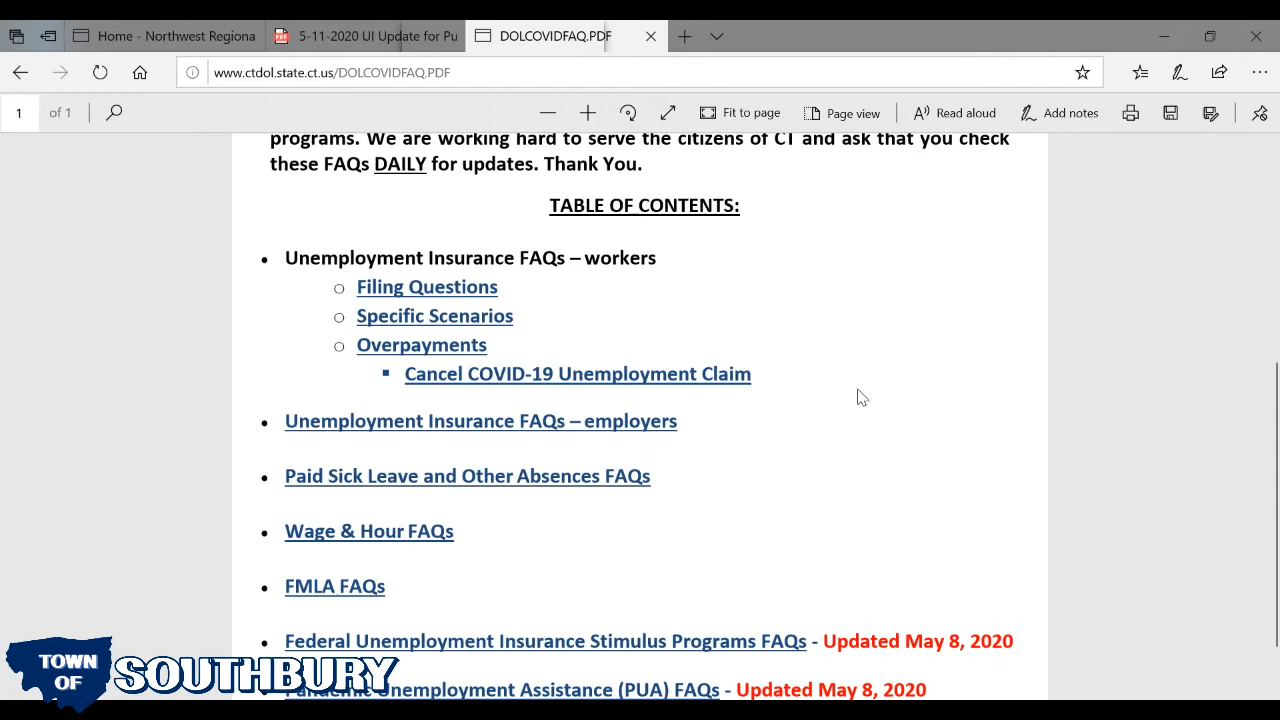 Home - Northwest Regiona
5-11-2020 UI Update for Pu
DOLCOVIDFAQ.PDF
www.ctdol.state.ct.us/DOLCOVIDFAQ.PDF
1 of 1
Fit to page
Page view
Read aloud
Add notes
programs. We are working hard to serve the citizens of CT and ask that you check
these FAQs DAILY for updates. Thank You.
TABLE OF CONTENTS:
• Unemployment Insurance FAQs – workers
o Filing Questions
o Specific Scenarios
o Overpayments
▪ Cancel COVID-19 Unemployment Claim
• Unemployment Insurance FAQs – employers
• Paid Sick Leave and Other Absences FAQs
• Wage & Hour FAQs
• FMLA FAQs
• Federal Unemployment Insurance Stimulus Programs FAQs - Updated May 8, 2020
Pandemic Unemployment Assistance (PUA) FAQs - Updated May 8, 2020
TOWN
OF
SOUTHBURY